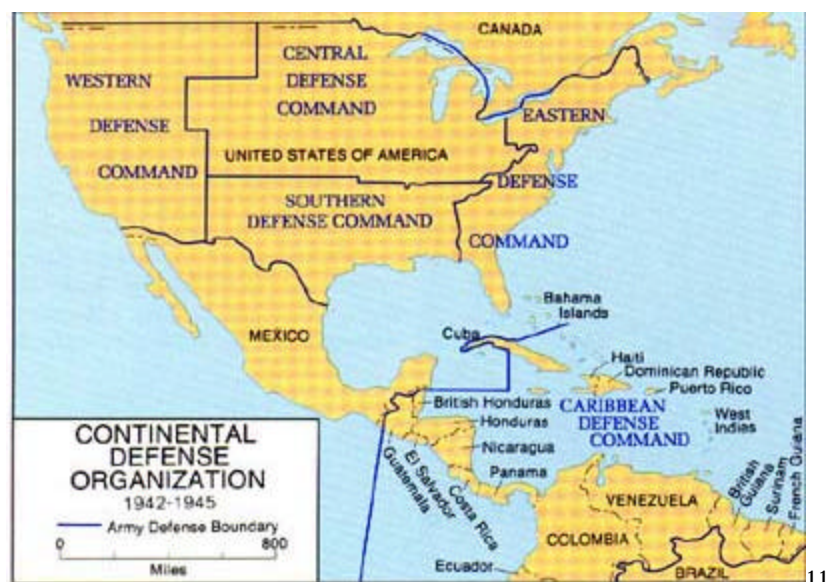 CANADA
WESTERN
DEFENSE
COMMAND
CENTRAL
DEFENSE
COMMAND
EASTERN
DEFENSE
COMMAND
UNITED STATES OF AMERICA
SOUTHERN
DEFENSE COMMAND
MEXICO
Bahama
Islands
Cuba
Haiti
Dominican Republic
Puerto Rico
British Honduras
CARIBBEAN
DEFENSE
COMMAND
West
Indies
Honduras
Nicaragua
Panama
Guatemala
El Salvador
Costa Rica
VENEZUELA
British
Guiana
Surinam
French Guiana
COLOMBIA
Ecuador
BRAZIL
CONTINENTAL
DEFENSE
ORGANIZATION
1942-1945
Army Defense Boundary
0 800
Miles
11